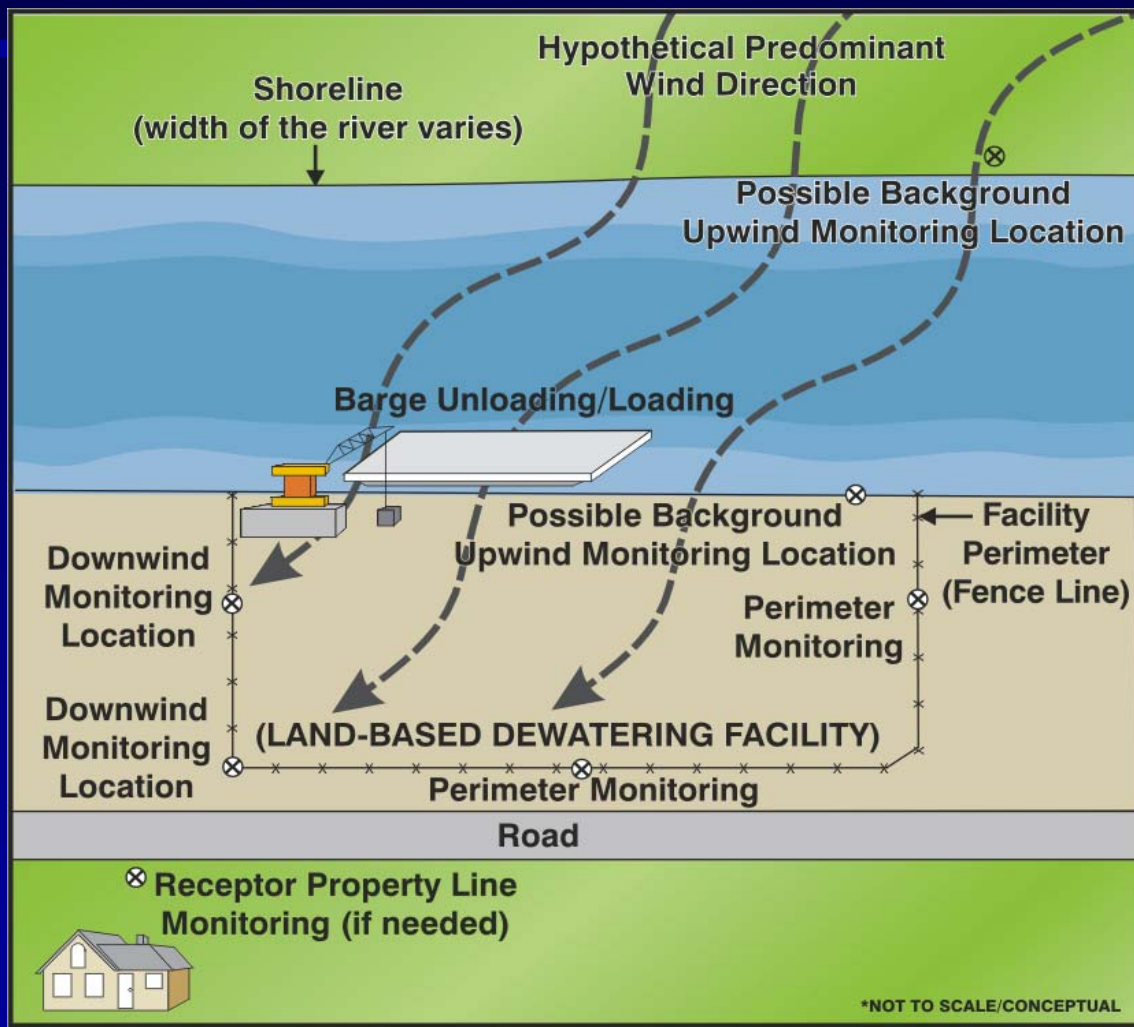 Hypothetical Predominant
Wind Direction
Shoreline
(width of the river varies)
Possible Background
Upwind Monitoring Location
Barge Unloading/Loading
Possible Background
Upwind Monitoring Location
Facility
Perimeter
(Fence Line)
Downwind
Monitoring
Location
Perimeter
Monitoring
Downwind
Monitoring
Location
(LAND-BASED DEWATERING FACILITY)
Perimeter Monitoring
Road
Receptor Property Line
Monitoring (if needed)
*NOT TO SCALE/CONCEPTUAL